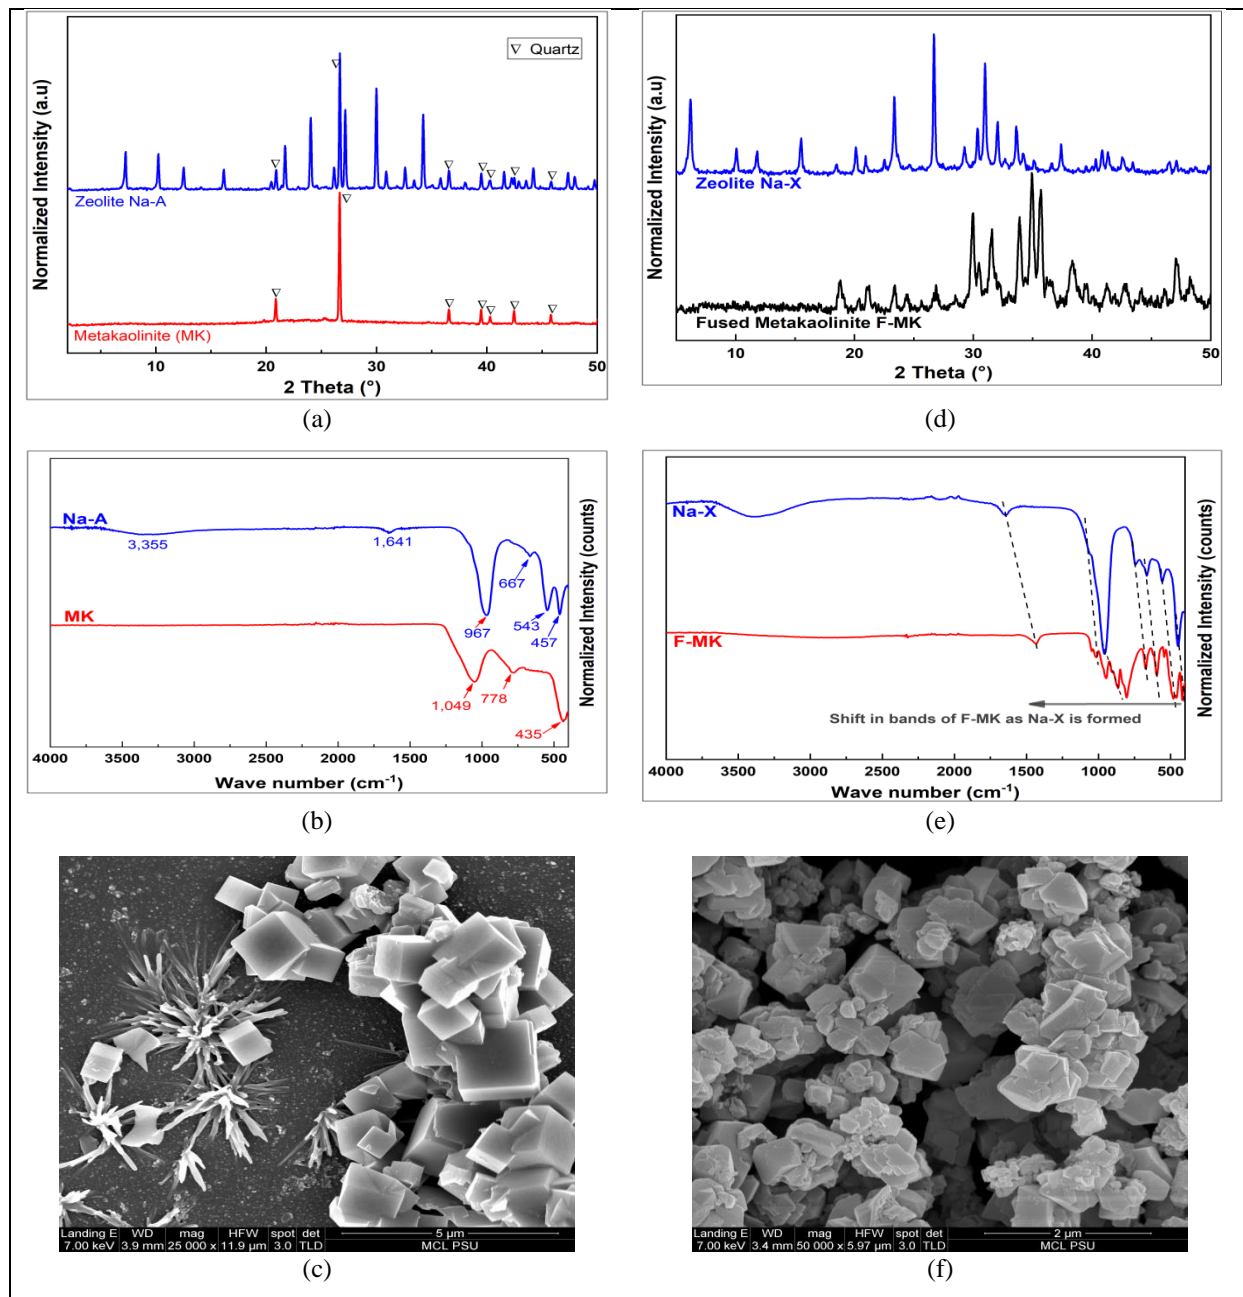 ▽ Quartz
Normalized Intensity (a.u)
Zeolite Na-A
Metakaolinite (MK)
10 20 30 40 50
2 Theta (°)
(a)
Normalized Intensity (a.u)
Zeolite Na-X
Fused Metakaolinite F-MK
10 20 30 40 50
2 Theta (°)
(d)
Na-A
3,355
1,641
667
967
543
457
MK
1,049
778
435
Normalized Intensity (counts)
4000 3500 3000 2500 2000 1500 1000 500
Wave number (cm⁻¹)
(b)
Na-X
F-MK
Shift in bands of F-MK as Na-X is formed
Normalized Intensity (counts)
4000 3500 3000 2500 2000 1500 1000 500
Wave number (cm⁻¹)
(e)
Landing E WD mag HFW spot det 5 µm
7.00 keV 3.9 mm 25 000 x 11.9 µm 3.0 TLD MCL PSU
(c)
Landing E WD mag HFW spot det 2 µm
7.00 keV 3.4 mm 50 000 x 5.97 µm 3.0 TLD MCL PSU
(f)